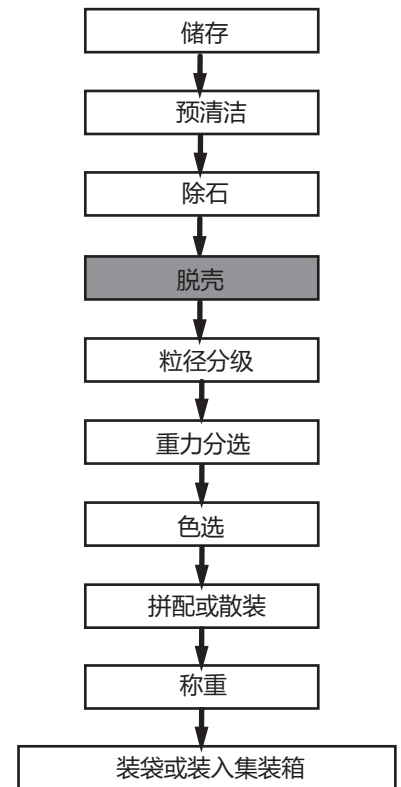 储存
预清洁
除石
脱壳
粒径分级
重力分选
色选
拼配或散装
称重
装袋或装入集装箱